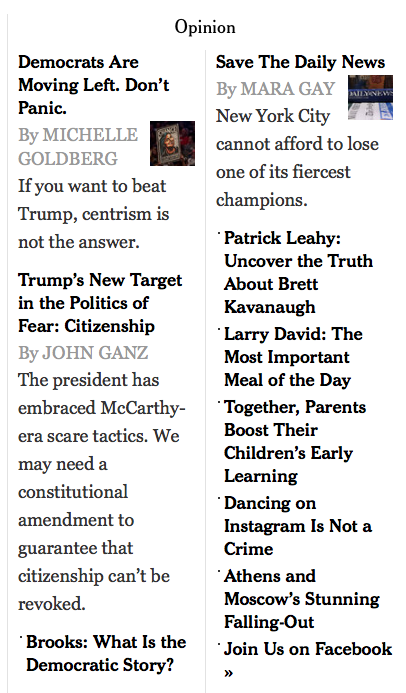 Opinion
Democrats Are
Moving Left. Don’t
Panic.
By MICHELLE
GOLDBERG
If you want to beat
Trump, centrism is
not the answer.
Trump’s New Target
in the Politics of
Fear: Citizenship
By JOHN GANZ
The president has
embraced McCarthy-
era scare tactics. We
may need a
constitutional
amendment to
guarantee that
citizenship can’t be
revoked.
Brooks: What Is the
Democratic Story?
Save The Daily News
By MARA GAY
DAILY NEWS
New York City
cannot afford to lose
one of its fiercest
champions.
Patrick Leahy:
Uncover the Truth
About Brett
Kavanaugh
Larry David: The
Most Important
Meal of the Day
Together, Parents
Boost Their
Children’s Early
Learning
Dancing on
Instagram Is Not a
Crime
Athens and
Moscow’s Stunning
Falling-Out
Join Us on Facebook
»